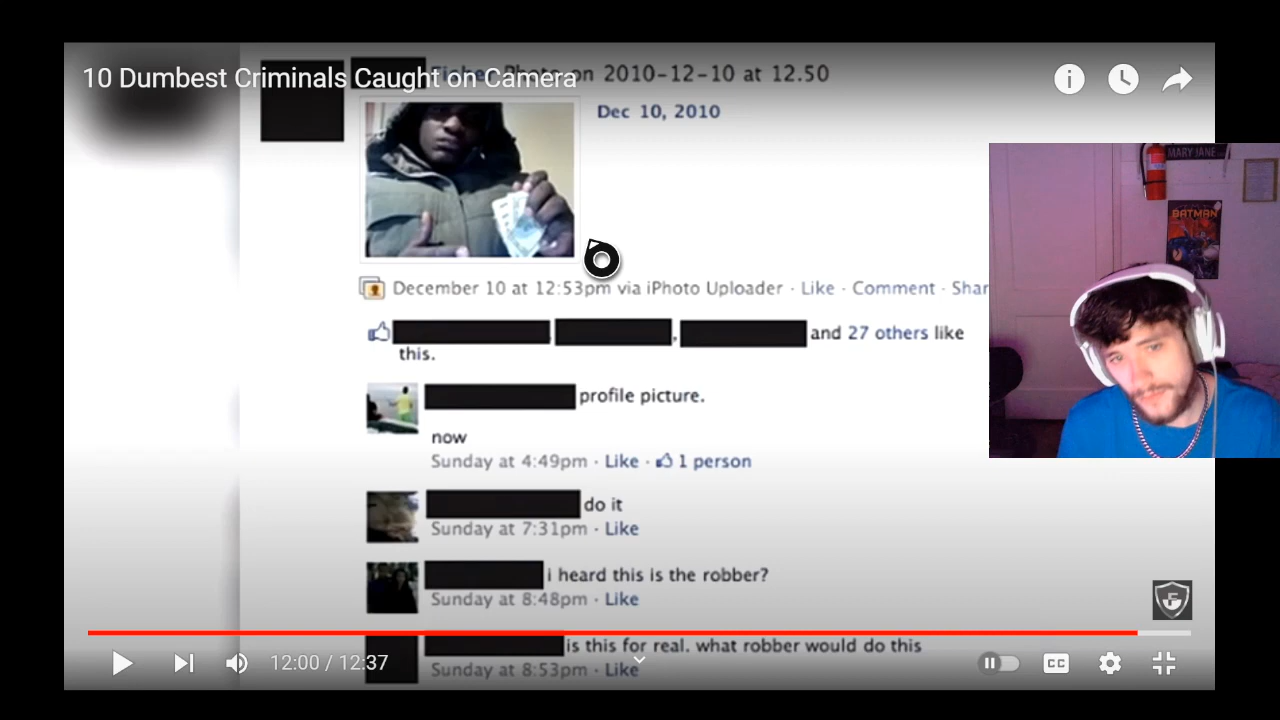 10 Dumbest Criminals Caught on Camera
Photo on 2010-12-10 at 12.50
Dec 10, 2010
December 10 at 12:53pm via iPhoto Uploader · Like · Comment · Shar
and 27 others like
this.
profile picture.
now
Sunday at 4:49pm · Like · 1 person
do it
Sunday at 7:31pm · Like
i heard this is the robber?
Sunday at 8:48pm · Like
is this for real. what robber would do this
Sunday at 8:53pm · Like
12:00 / 12:37
CC
MARY JANE
BATMAN